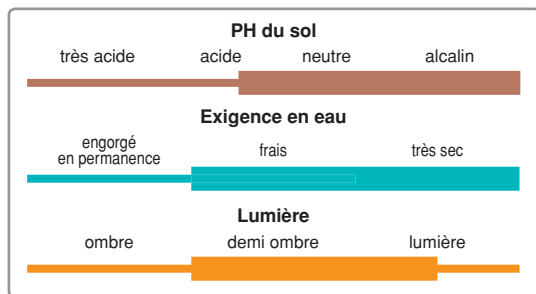 PH du sol
très acide acide neutre alcalin
Exigence en eau
engorgé
en permanence frais très sec
Lumière
ombre demi ombre lumière